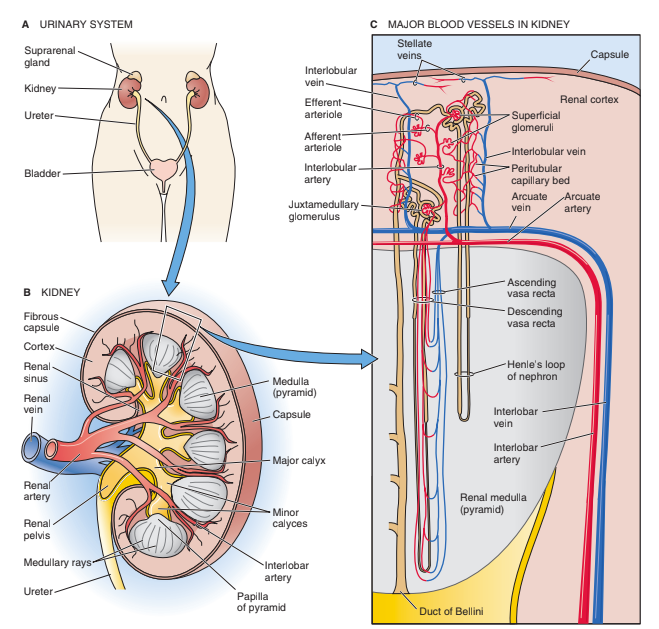 A URINARY SYSTEM
Suprarenal
gland
Kidney
Ureter
Bladder
B KIDNEY
Fibrous
capsule
Cortex
Renal
sinus
Renal
vein
Renal
artery
Renal
pelvis
Medullary rays
Ureter
Medulla
(pyramid)
Capsule
Major calyx
Minor
calyces
Interlobar
artery
Papilla
of pyramid
C MAJOR BLOOD VESSELS IN KIDNEY
Stellate
veins
Capsule
Interlobular
vein
Renal cortex
Efferent
arteriole
Superficial
glomeruli
Afferent
arteriole
Interlobular vein
Interlobular
artery
Peritubular
capillary bed
Juxtamedullary
glomerulus
Arcuate
vein
Arcuate
artery
Ascending
vasa recta
Descending
vasa recta
Henle's loop
of nephron
Interlobar
vein
Interlobar
artery
Renal medulla
(pyramid)
Duct of Bellini